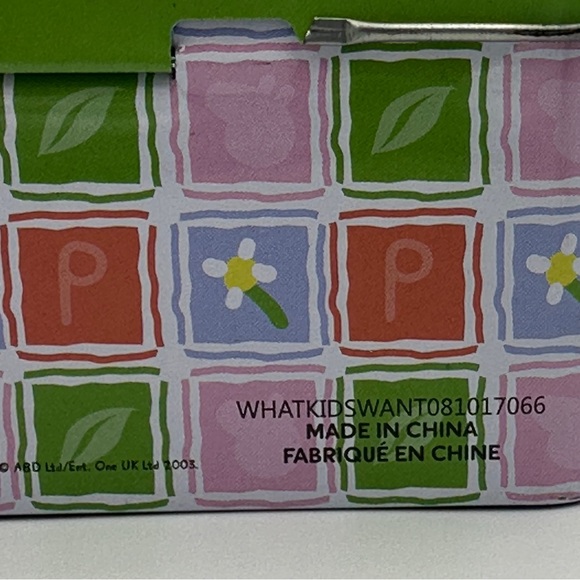 P P
WHATKIDSWANT081017066
MADE IN CHINA
FABRIQUÉ EN CHINE
© ABD Ltd/Ent. One UK Ltd 2003.